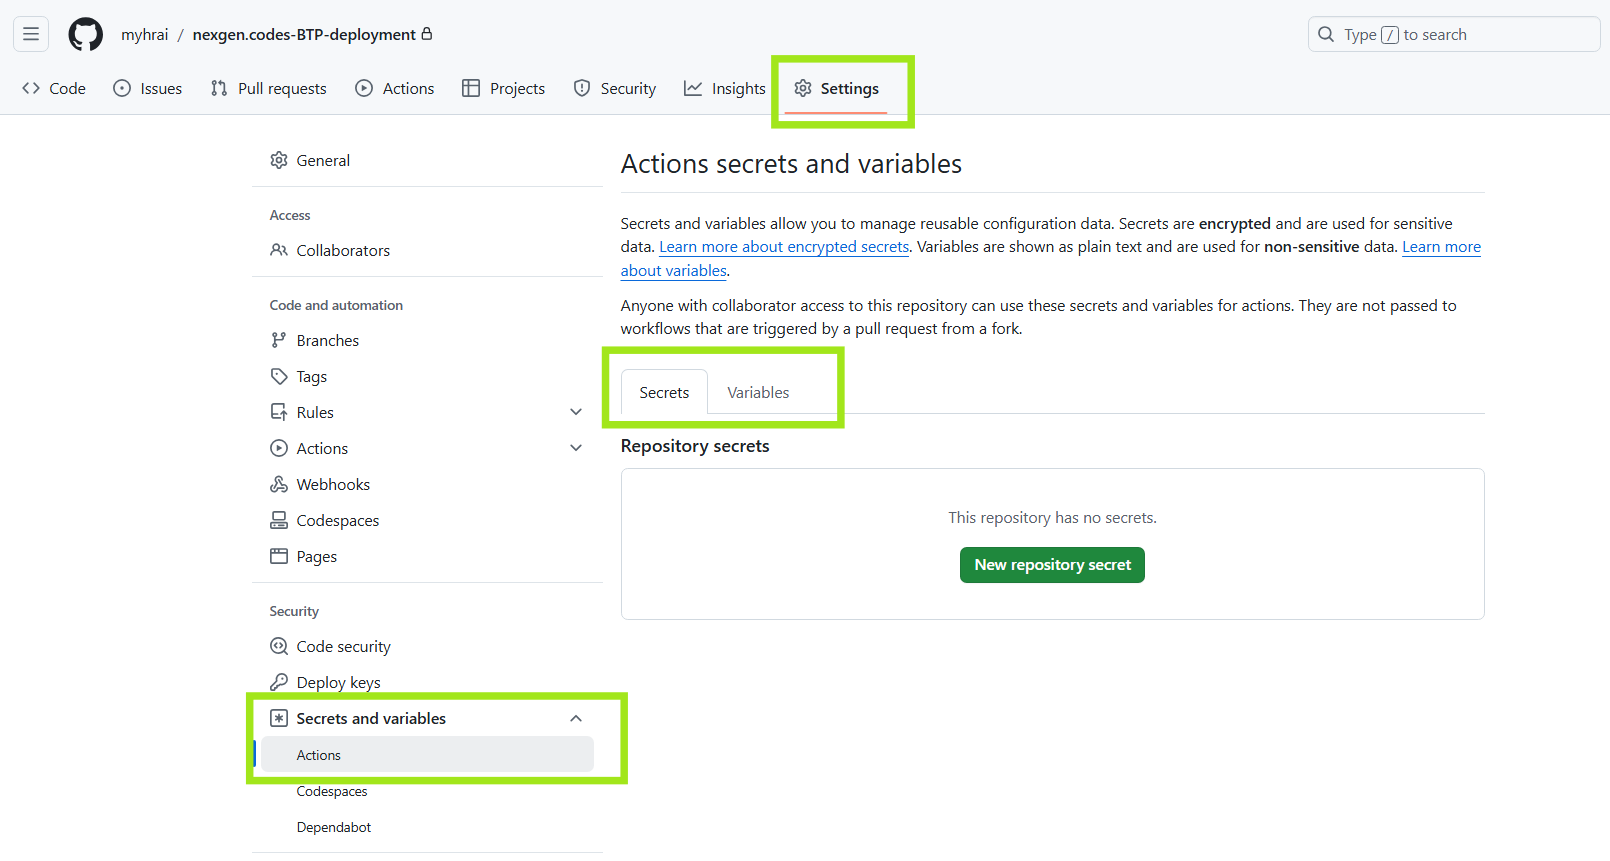 myhrai / nexgen.codes-BTP-deployment
Type / to search
Code Issues Pull requests Actions Projects Security Insights Settings
General
Access
Collaborators
Code and automation
Branches
Tags
Rules
Actions
Webhooks
Codespaces
Pages
Security
Code security
Deploy keys
Secrets and variables
Actions
Codespaces
Dependabot
Actions secrets and variables
Secrets and variables allow you to manage reusable configuration data. Secrets are encrypted and are used for sensitive
data. Learn more about encrypted secrets. Variables are shown as plain text and are used for non-sensitive data. Learn more
about variables.
Anyone with collaborator access to this repository can use these secrets and variables for actions. They are not passed to
workflows that are triggered by a pull request from a fork.
Secrets Variables
Repository secrets
This repository has no secrets.
New repository secret